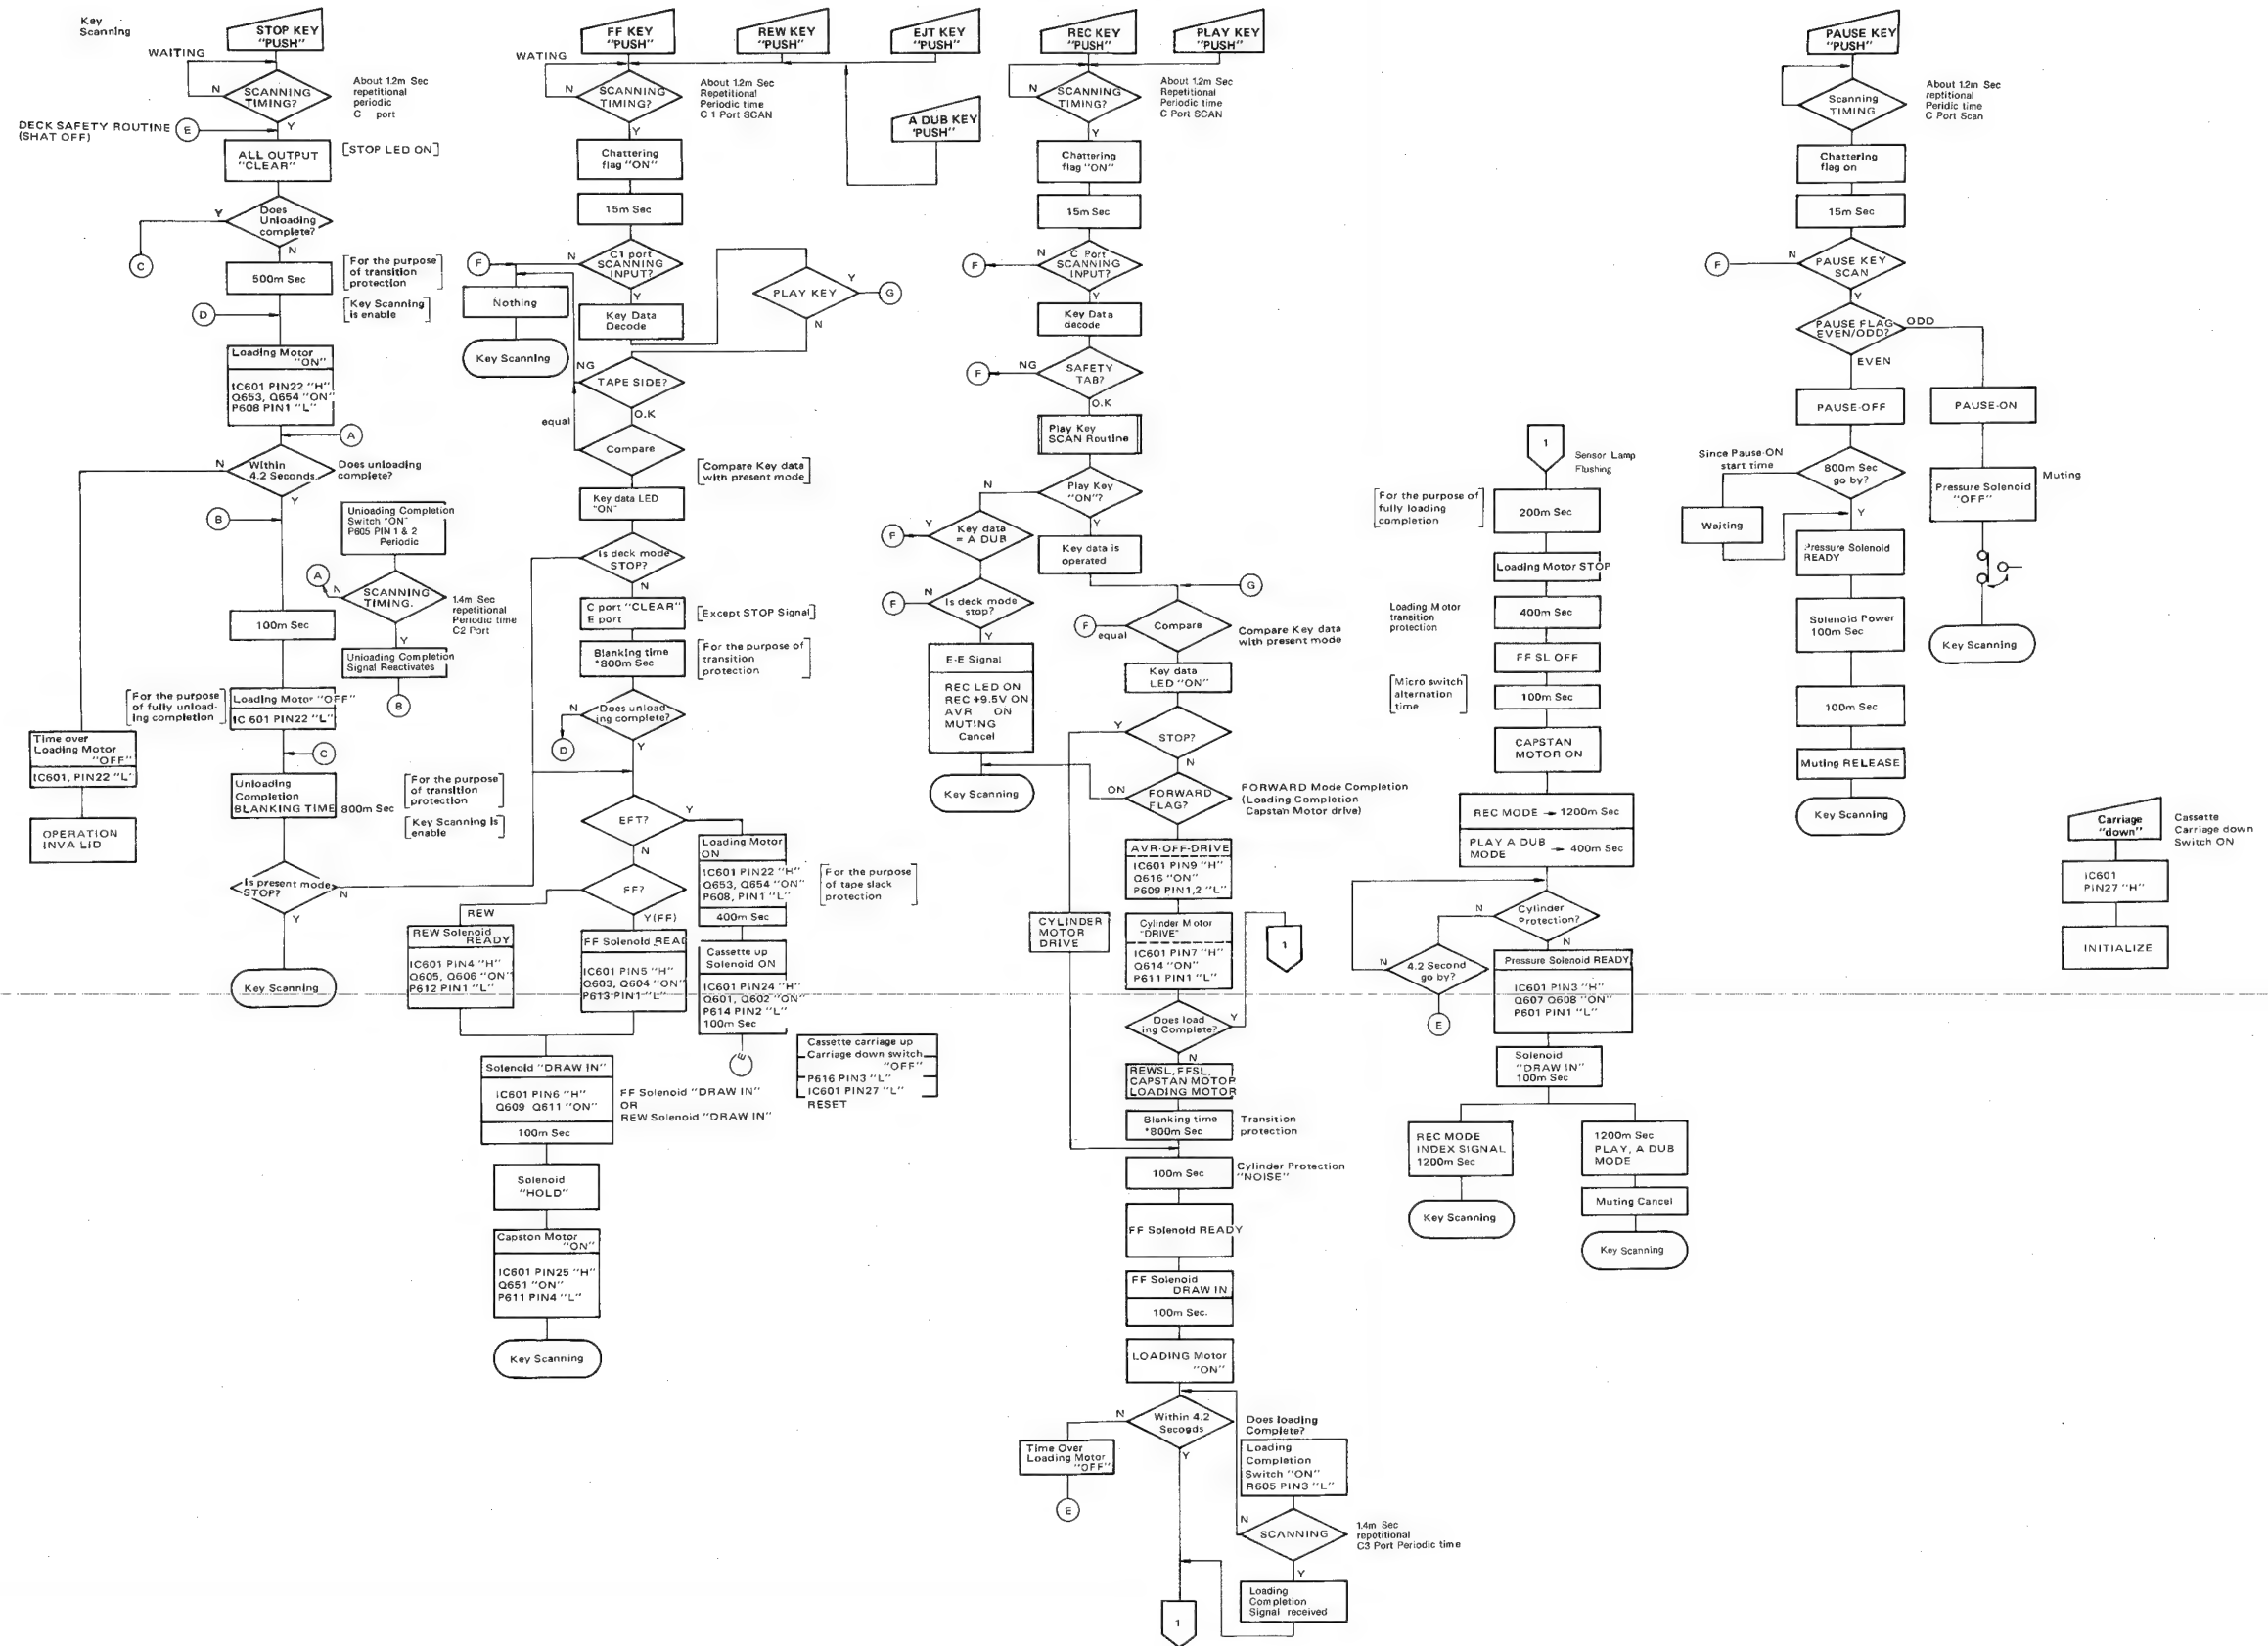 Key
Scanning
STOP KEY
"PUSH"
WAITING
SCANNING
TIMING?
N
Y
About 1.2m Sec
repetitional
periodic
C port
DECK SAFETY ROUTINE
(SHAT OFF)
E
ALL OUTPUT
"CLEAR"
[STOP LED ON]
Does
Unloading
complete?
Y
N
C
500m Sec
[For the purpose
of transition
protection]
[Key Scanning
is enable]
D
Loading Motor
"ON"
IC601 PIN22 "H"
Q653, Q654 "ON"
P608 PIN1 "L"
A
Within
4.2 Seconds.
Does unloading
complete?
N
Y
B
Unloading Completion
Switch "ON"
P605 PIN 1 & 2
Periodic
A
N
SCANNING
TIMING.
1.4m Sec
repetitional
Periodic time
C2 Port
Y
Unloading Completion
Signal Reactivates
B
100m Sec
[For the purpose
of fully unload-
ing completion]
Loading Motor "OFF"
IC 601 PIN22 "L"
C
Time over
Loading Motor
"OFF"
IC601, PIN22 "L"
OPERATION
INVA LID
Unloading
Completion
BLANKING TIME
800m Sec
[For the purpose
of transition
protection]
[Key Scanning Is
enable]
Is present mode
STOP?
N
Y
Key Scanning
FF KEY
"PUSH"
REW KEY
"PUSH"
EJT KEY
"PUSH"
A DUB KEY
'PUSH"
WATING
SCANNING
TIMING?
N
Y
About 1.2m Sec
Repetitional
Periodic time
C 1 Port SCAN
Chattering
flag "ON"
15m Sec
C1 port
SCANNING
INPUT?
N
Y
F
Nothing
Key Scanning
Key Data
Decode
PLAY KEY
Y
G
N
TAPE SIDE?
NG
O.K
equal
Compare
[Compare Key data
with present mode]
Key data LED
"ON"
Is deck mode
STOP?
N
C port "CLEAR"
E port
[Except STOP Signal]
Blanking time
*800m Sec
[For the purpose of
transition
protection]
Does unload
ing complete?
N
D
Y
EFT?
Y
N
Loading Motor
ON
IC601 PIN22 "H"
Q653, Q654 "ON"
P608, PIN1 "L"
400m Sec
[For the purpose
of tape slack
protection]
FF?
REW
Y(FF)
REW Solenoid
READY
IC601 PIN4 "H"
Q605, Q606 "ON"
P612 PIN1 "L"
FF Solenoid READ
IC601 PIN5 "H"
Q603, Q604 "ON"
P613 PIN1 "L"
Cassette up
Solenoid ON
IC601 PIN24 "H"
Q601, Q602 "ON"
P614 PIN2 "L"
100m Sec
Cassette carriage up
Carriage down switch
"OFF"
P616 PIN3 "L"
IC601 PIN27 "L"
RESET
Solenoid "DRAW IN"
IC601 PIN6 "H"
Q609 Q611 "ON"
100m Sec
FF Solenoid "DRAW IN"
OR
REW Solenoid "DRAW IN"
Solenoid
"HOLD"
Capston Motor
"ON"
IC601 PIN25 "H"
Q651 "ON"
P611 PIN4 "L"
Key Scanning
REC KEY
"PUSH"
PLAY KEY
"PUSH"
SCANNING
TIMING?
N
Y
About 1.2m Sec
Repetitional
Periodic time
C Port SCAN
Chattering
flag "ON"
15m Sec
C Port
SCANNING
INPUT?
N
F
Y
Key Data
decode
SAFETY
TAB?
NG
F
O.K
Play Key
SCAN Routine
Play Key
"ON"?
N
Y
Key data
= A DUB
Y
F
N
Key data is
operated
G
Is deck mode
stop?
F
Y
E-E Signal
REC LED ON
REC +9.5V ON
AVR ON
MUTING
Cancel
Key Scanning
Compare
F
equal
Compare Key data
with present mode
Key data
LED "ON"
STOP?
Y
N
FORWARD
FLAG?
ON
FORWARD Mode Completion
(Loading Completion
Capstan Motor drive)
AVR-OFF-DRIVE
IC601 PIN9 "H"
Q616 "ON"
P609 PIN1,2 "L"
CYLINDER
MOTOR
DRIVE
Cylinder Motor
"DRIVE"
IC601 PIN7 "H"
Q614 "ON"
P611 PIN1 "L"
1
Does load
ing Complete?
Y
N
REWSL, FFSL,
CAPSTAN MOTOR
LOADING MOTOR
Blanking time
*800m Sec
Transition
protection
100m Sec
Cylinder Protection
"NOISE"
FF Solenoid READY
FF Solenoid
DRAW IN
100m Sec.
LOADING Motor
"ON"
Within 4.2
Seconds
N
Y
Does loading
Complete?
Time Over
Loading Motor
"OFF"
E
Loading
Completion
Switch "ON"
R605 PIN3 "L"
SCANNING
N
1.4m Sec
repotitional
C3 Port Periodic time
Y
Loading
Completion
Signal received
1
1
Sensor Lamp
Flushing
[For the purpose of
fully loading
completion]
200m Sec
Loading Motor STOP
Loading Motor
transition
protection
400m Sec
FF SL OFF
[Micro switch
alternation
time]
100m Sec
CAPSTAN
MOTOR ON
REC MODE → 1200m Sec
PLAY A DUB
MODE → 400m Sec
Cylinder
Protection?
N
N
4.2 Second
go by?
N
E
Pressure Solenoid READY
IC601 PIN3 "H"
Q607 Q608 "ON"
P601 PIN1 "L"
Solenoid
"DRAW IN"
100m Sec
REC MODE
INDEX SIGNAL
1200m Sec
Key Scanning
1200m Sec
PLAY, A DUB
MODE
Muting Cancel
Key Scanning
PAUSE KEY
"PUSH"
Scanning
TIMING
About 1.2m Sec
reptitional
Peridic time
C Port Scan
Chattering
flag on
15m Sec
PAUSE KEY
SCAN
N
F
Y
PAUSE FLAG
EVEN/ODD?
ODD
EVEN
PAUSE-OFF
PAUSE-ON
Since Pause-ON
start time
800m Sec
go by?
Y
Waiting
Pressure Solenoid
"OFF"
Muting
Pressure Solenoid
READY
Solenoid Power
100m Sec
Key Scanning
100m Sec
Muting RELEASE
Key Scanning
Carriage
"down"
Cassette
Carriage down
Switch ON
IC601
PIN27 "H"
INITIALIZE